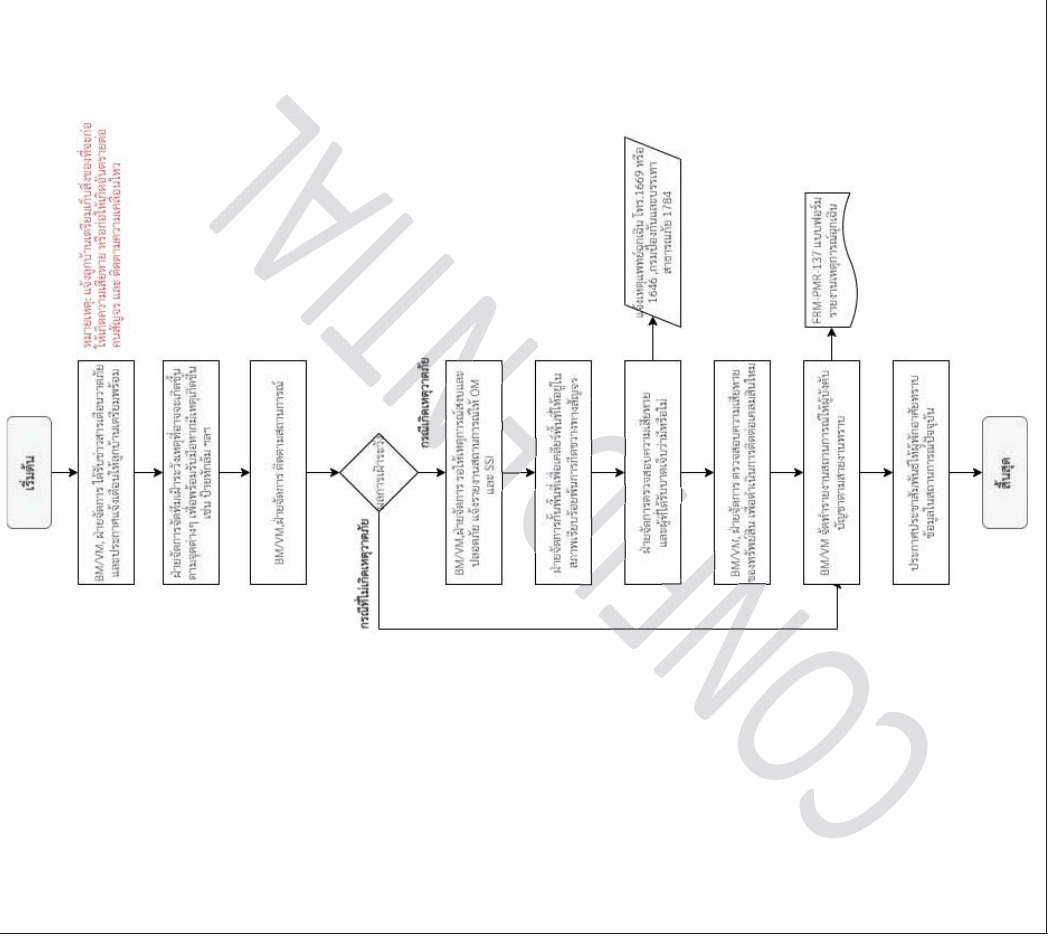 เริ่มต้น
หมายเหตุ: แจ้งลูกบ้านเตรียมเก็บสิ่งของที่จะก่อ
ให้เกิดความเสียหาย หรือก่อให้เกิดอันตรายต่อ
คนสัญจร และ ติดตามความเคลื่อนไหว
BM/VM, ฝ่ายจัดการ ได้รับข่าวสารเตือนวาตภัย
และประกาศแจ้งเตือนให้ลูกบ้านเตรียมพร้อม
ฝ่ายจัดการจัดทีมเฝ้าระวังเหตุที่อาจจะเกิดขึ้น
ตามจุดต่างๆ เพื่อพร้อมรับมือหากมีเหตุเกิดขึ้น
เช่น ป้ายหักล้ม ฯลฯ
BM/VM,ฝ่ายจัดการ ติดตามสถานการณ์
ผลการเฝ้าระวัง
กรณีที่ไม่เกิดเหตุวาตภัย
กรณีเกิดเหตุวาตภัย
BM/VM,ฝ่ายจัดการ รอให้เหตุการณ์สงบและ
ปลอดภัย แจ้งรายงานสถานการณ์ให้ OM
และ SSI
ฝ่ายจัดการกั้นพื้นที่เพื่อเคลียร์พื้นที่ให้อยู่ใน
สภาพเรียบร้อยพ้นการกีดขวางทางสัญจร
ฝ่ายจัดการตรวจสอบความเสียหาย
และผู้ที่ได้รับบาดเจ็บว่ามีหรือไม่
แจ้งเหตุแพทย์ฉุกเฉิน โทร.1669 หรือ
1646 ,กรมป้องกันและบรรเทา
สาธารณภัย 1784
BM/VM, ฝ่ายจัดการ ตรวจสอบความเสียหาย
ของทรัพย์สิน เพื่อดำเนินการติดต่อเคลมสินไหม
BM/VM จัดทำรายงานสถานการณ์ให้ผู้บังคับ
บัญชาตามสายงานทราบ
FRM-PMR-137 แบบฟอร์ม
รายงานเหตุการณ์ฉุกเฉิน
ประกาศประชาสัมพันธ์ให้ผู้พักอาศัยทราบ
ข้อมูลในสถานการณ์ปัจจุบัน
สิ้นสุด
CONFIDENTIAL